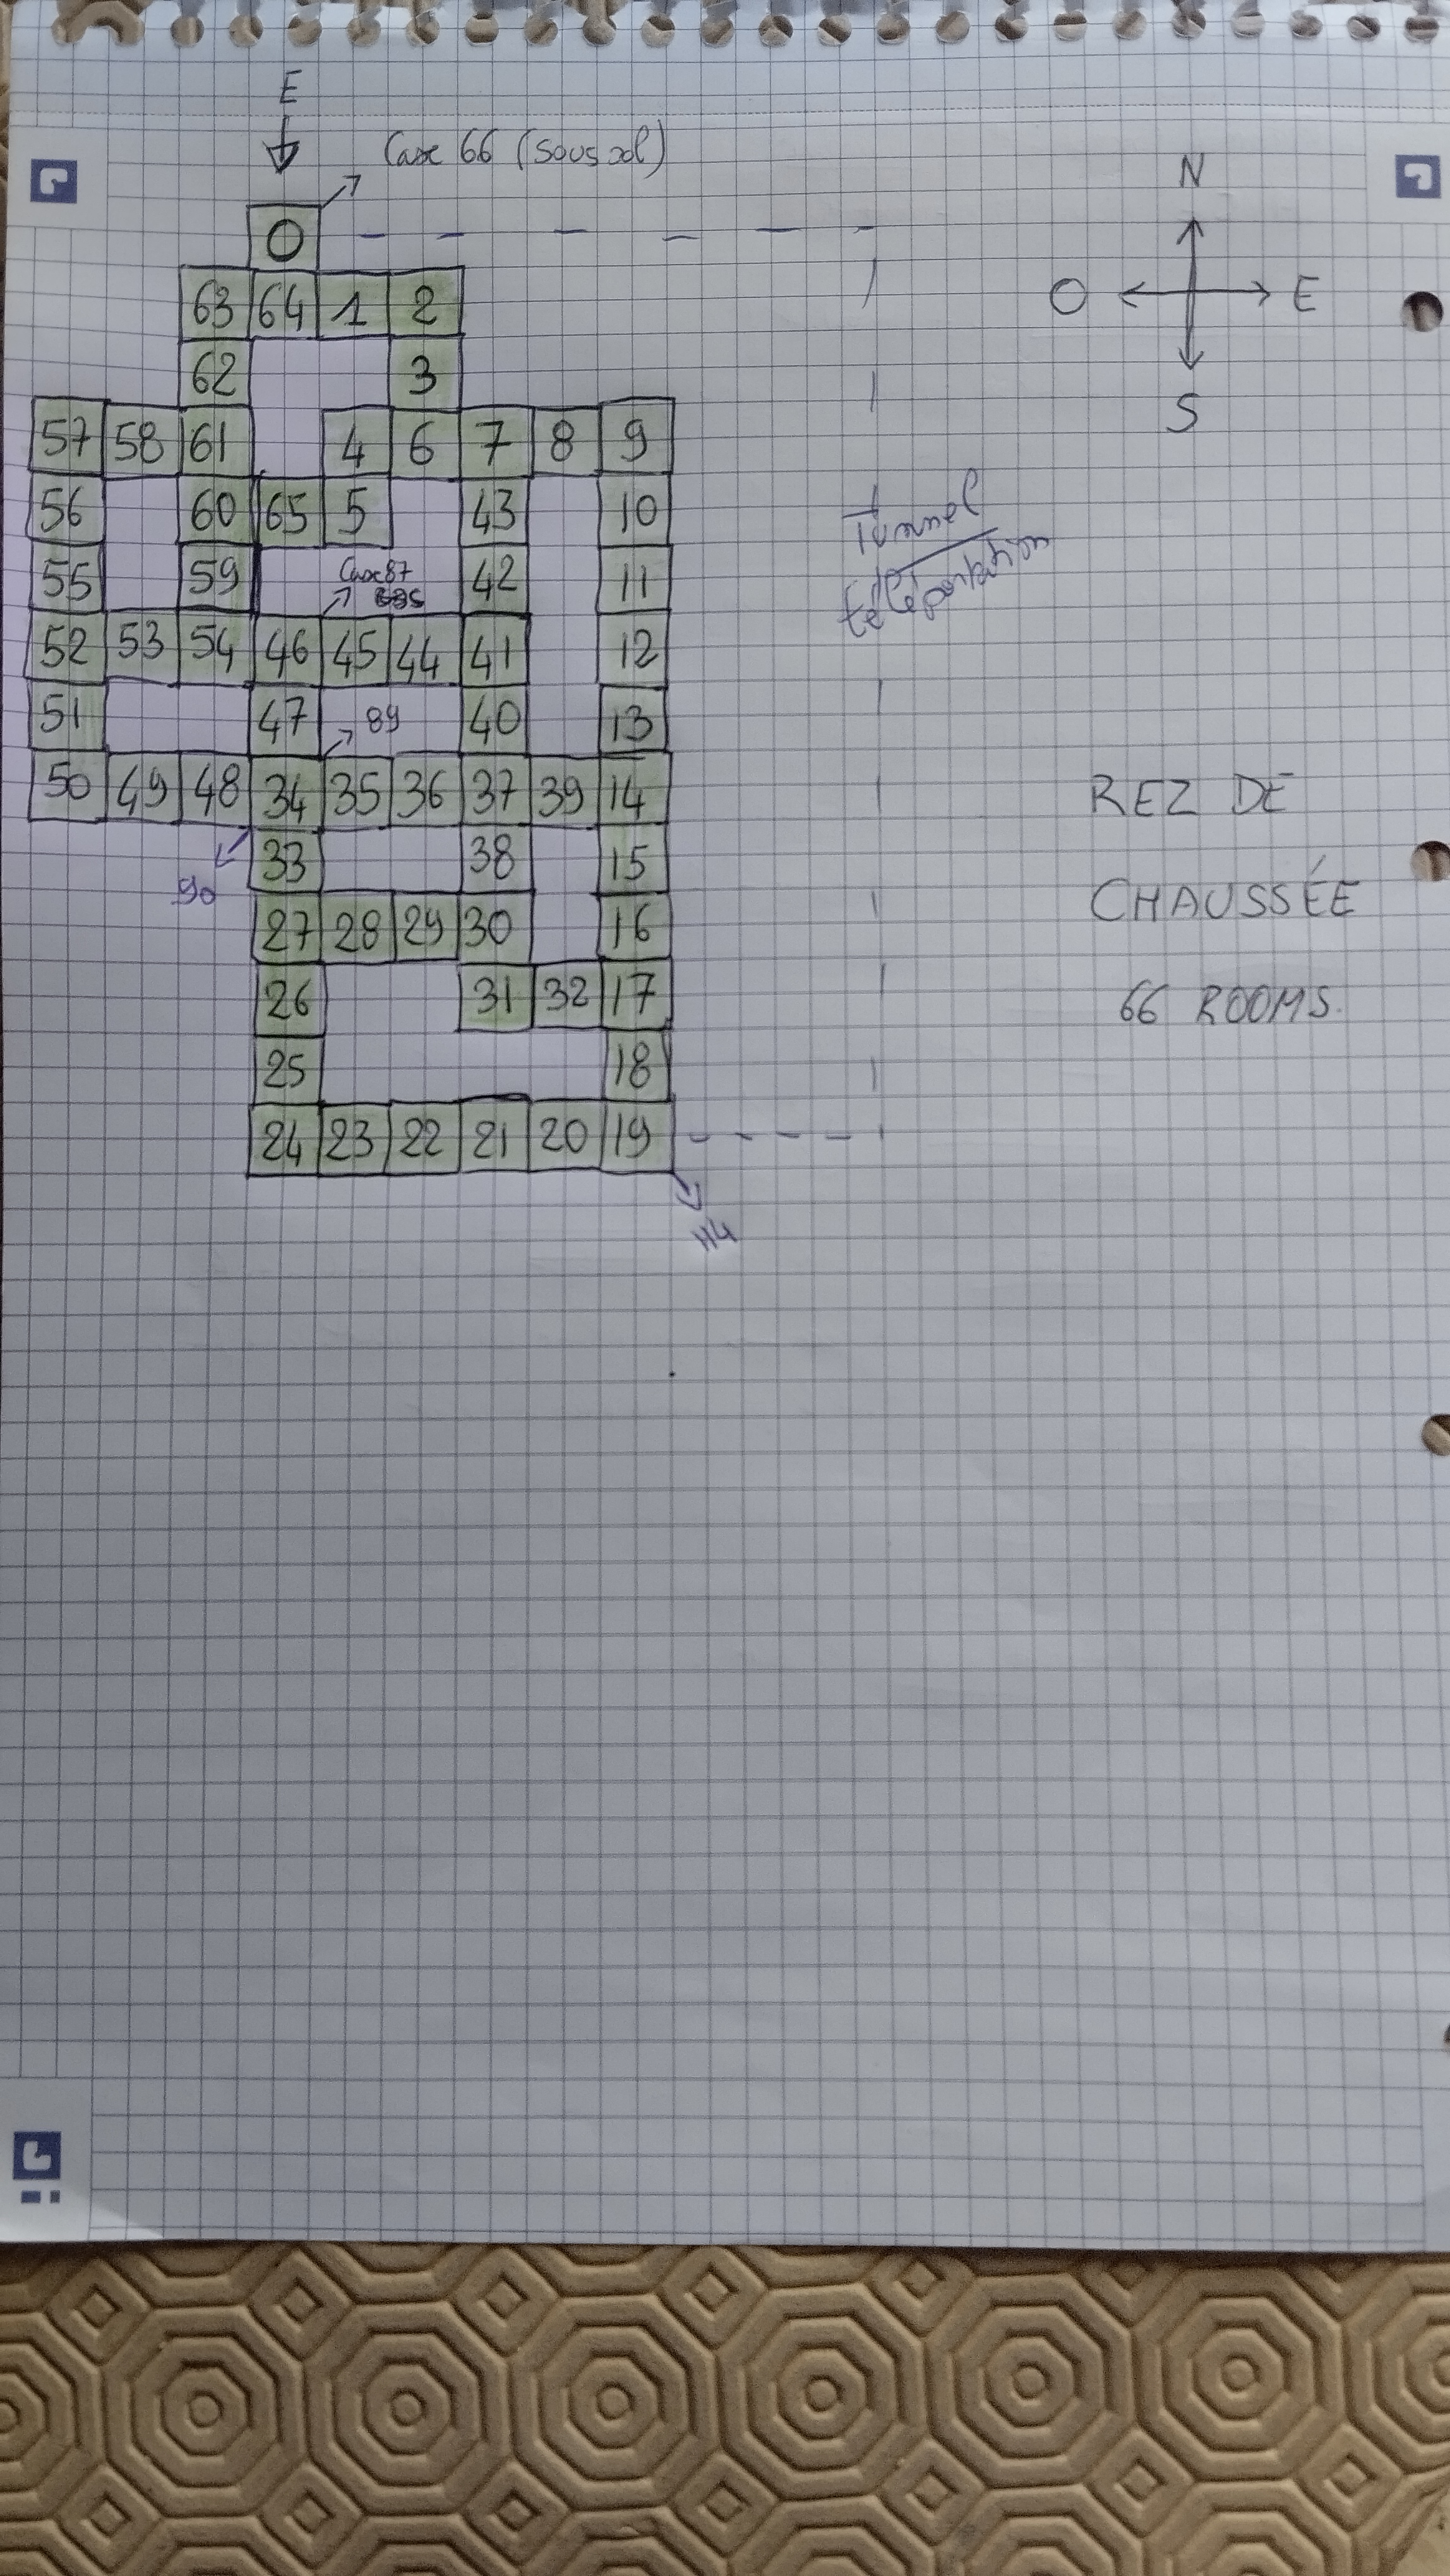 E
Case 66 (sous sol)
N
O
63 64 1 2
O E
62 3
S
57 58 61 4 6 7 8 9
56 60 65 5 43 10
Tunnel
téléportation
55 59 Case 87 42 11
52 53 54 46 45 44 41 12
51 47 89 40 13
50 49 48 34 35 36 37 39 14
REZ DE
33 38 15
90
CHAUSSÉE
27 28 29 30 16
26 31 32 17
66 ROOMS.
25 18
24 23 22 21 20 19